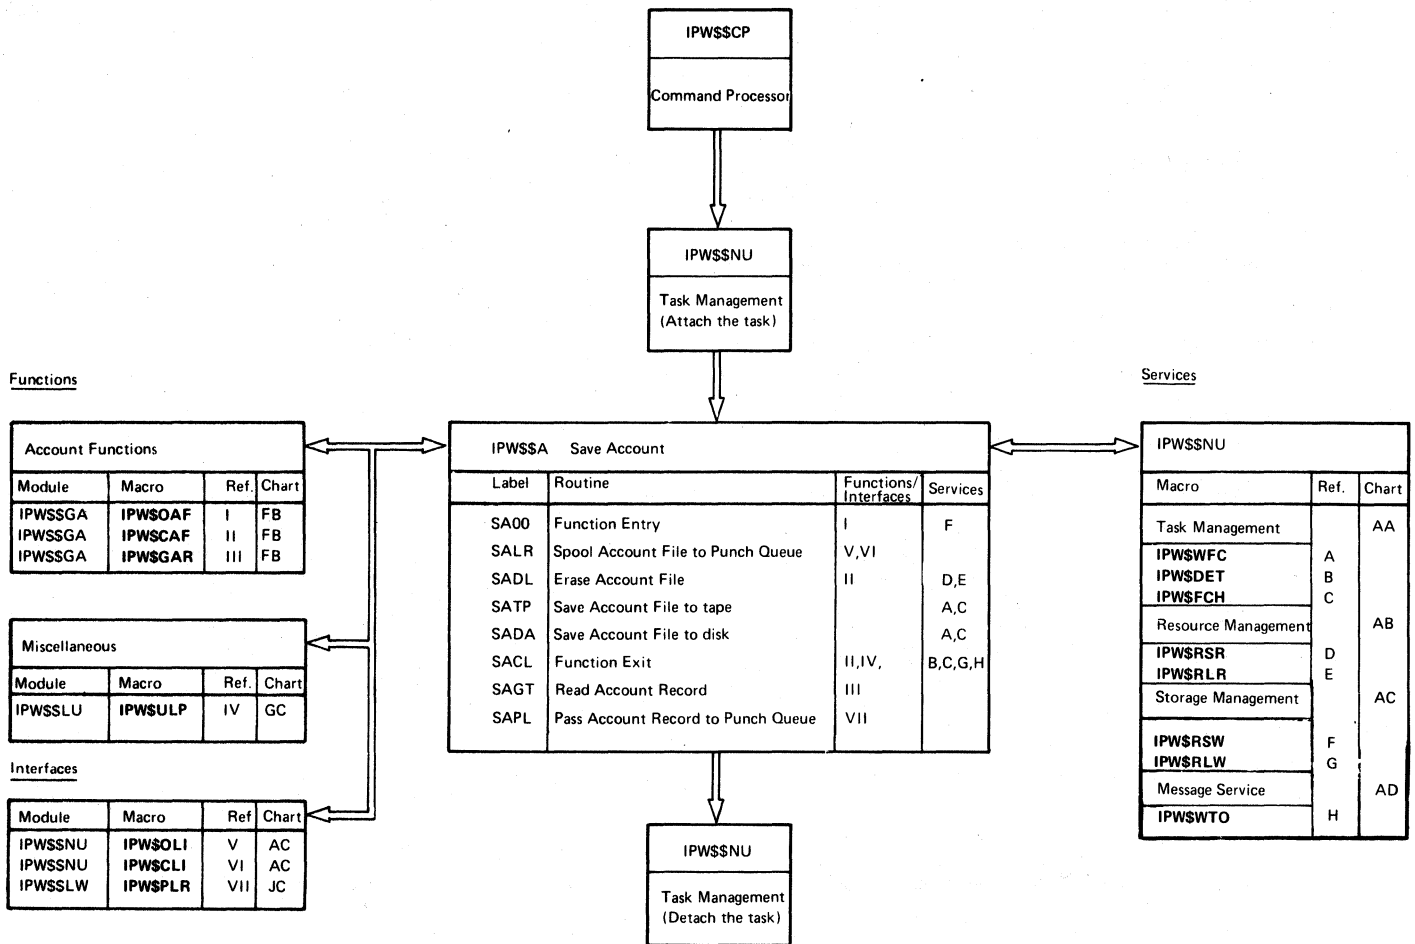 IPW$$CP
Command Processor
IPW$$NU
Task Management
(Attach the task)
Functions
Account Functions
Module Macro Ref. Chart
IPW$$GA IPW$OAF I FB
IPW$$GA IPW$CAF II FB
IPW$$GA IPW$GAR III FB
Miscellaneous
Module Macro Ref. Chart
IPW$$LU IPW$ULP IV GC
Interfaces
Module Macro Ref Chart
IPW$$NU IPW$OLI V AC
IPW$$NU IPW$CLI VI AC
IPW$$LW IPW$PLR VII JC
IPW$$A Save Account
Label Routine Functions/ Services
Interfaces
SA00 Function Entry I F
SALR Spool Account File to Punch Queue V,VI
SADL Erase Account File II D,E
SATP Save Account File to tape A,C
SADA Save Account File to disk A,C
SACL Function Exit II,IV, B,C,G,H
SAGT Read Account Record III
SAPL Pass Account Record to Punch Queue VII
Services
IPW$$NU
Macro Ref. Chart
Task Management AA
IPW$WFC A
IPW$DET B
IPW$FCH C
Resource Management AB
IPW$RSR D
IPW$RLR E
Storage Management AC
IPW$RSW F
IPW$RLW G
Message Service AD
IPW$WTO H
IPW$$NU
Task Management
(Detach the task)